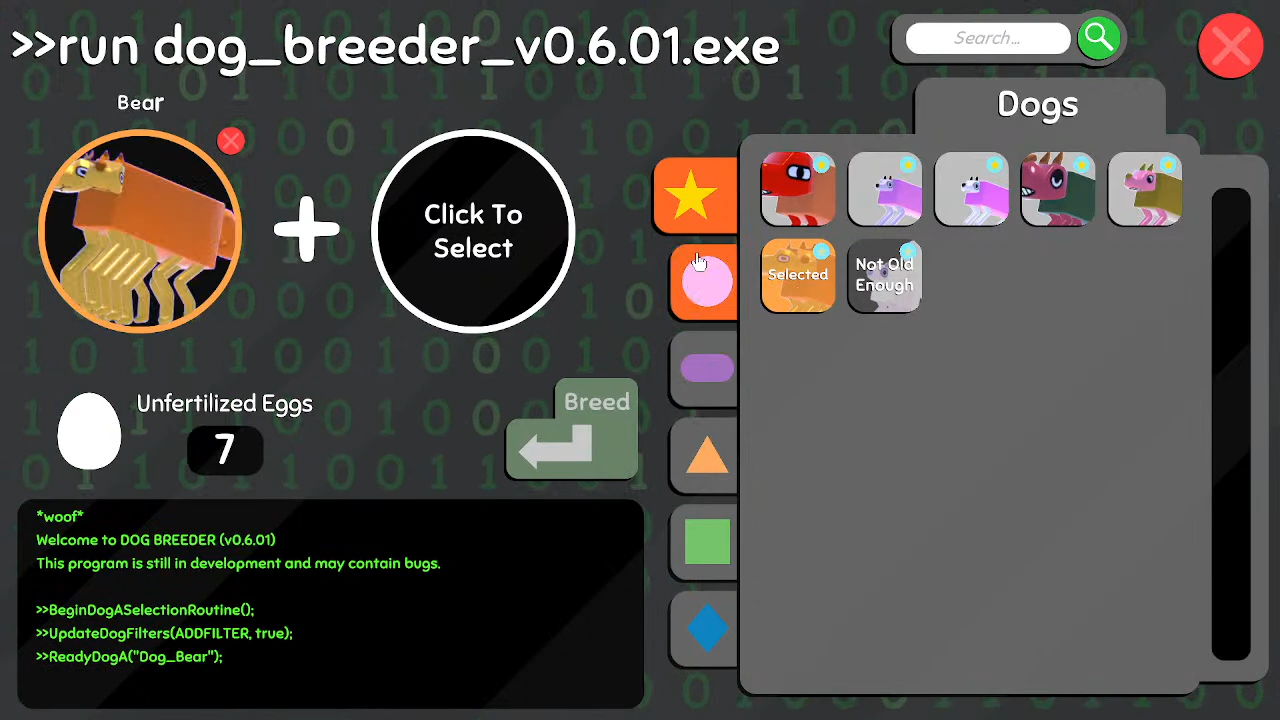 >>run dog_breeder_v0.6.01.exe
Search...
Bear
Dogs
Click To
Select
Selected
Not Old
Enough
Unfertilized Eggs
7
Breed
*woof*
Welcome to DOG BREEDER (v0.6.01)
This program is still in development and may contain bugs.
>>BeginDogASelectionRoutine();
>>UpdateDogFilters(ADDFILTER, true);
>>ReadyDogA("Dog_Bear");